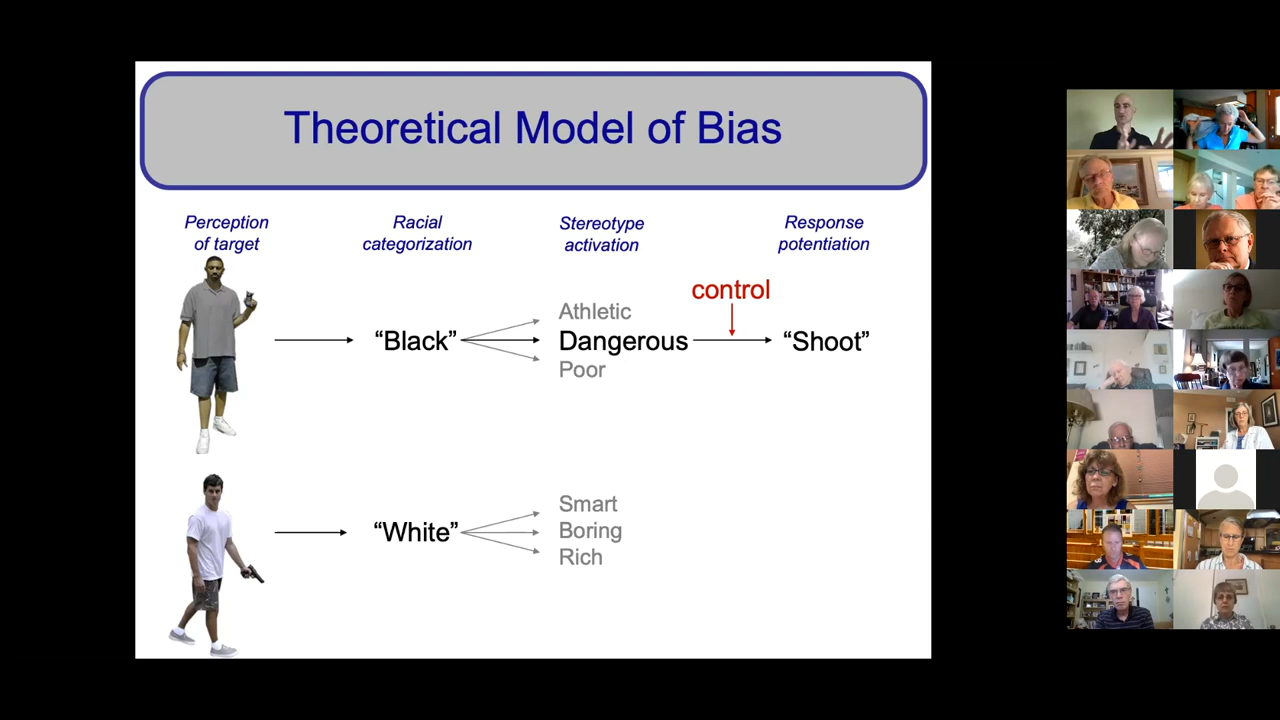 Theoretical Model of Bias
Perception
of target
Racial
categorization
Stereotype
activation
Response
potentiation
control
Athletic
“Black”
Dangerous
“Shoot”
Poor
Smart
“White”
Boring
Rich